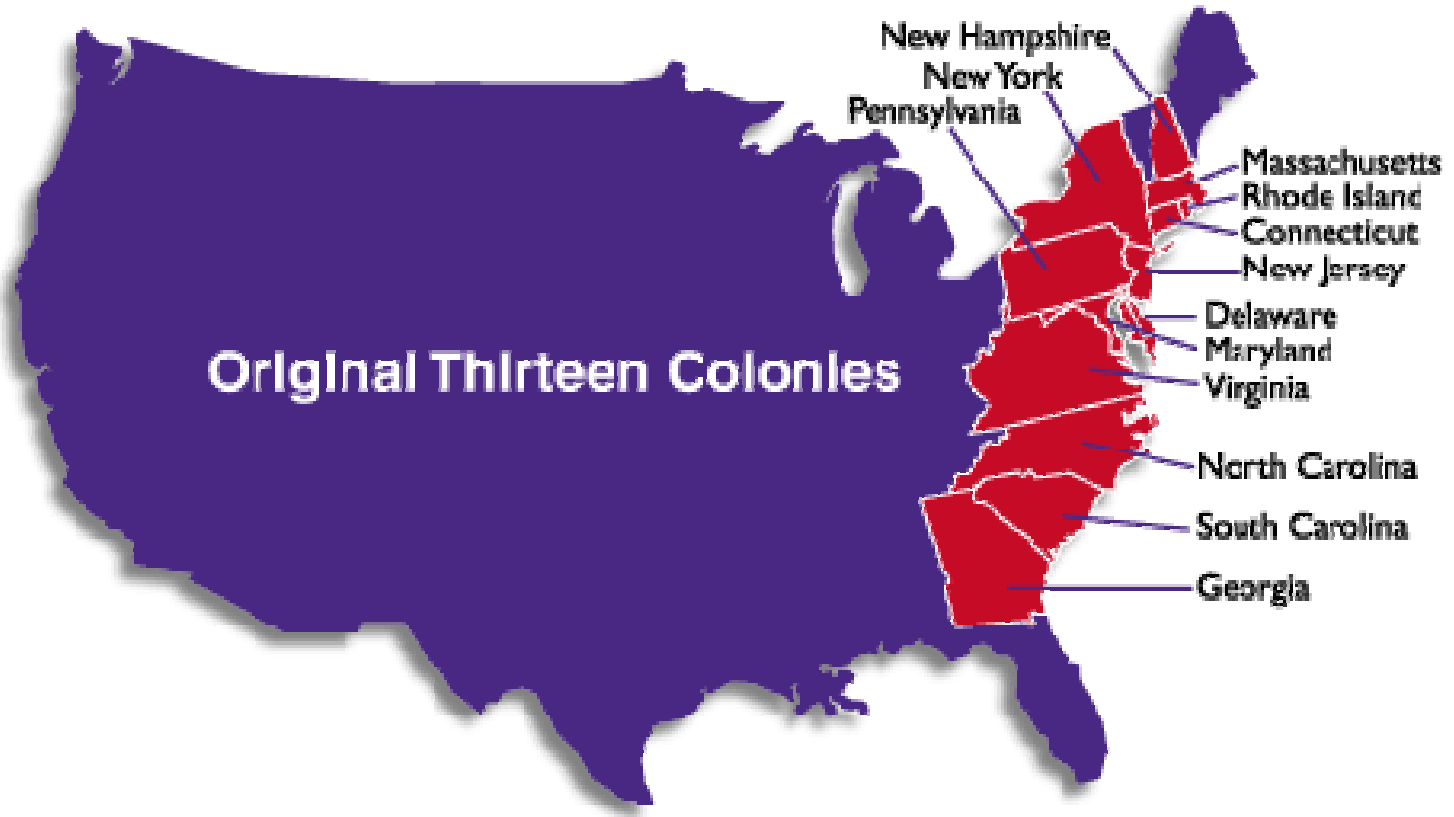 New Hampshire
New York
Pennsylvania
Massachusetts
Rhode Island
Connecticut
New Jersey
Delaware
Maryland
Original Thirteen Colonies
Virginia
North Carolina
South Carolina
Georgia